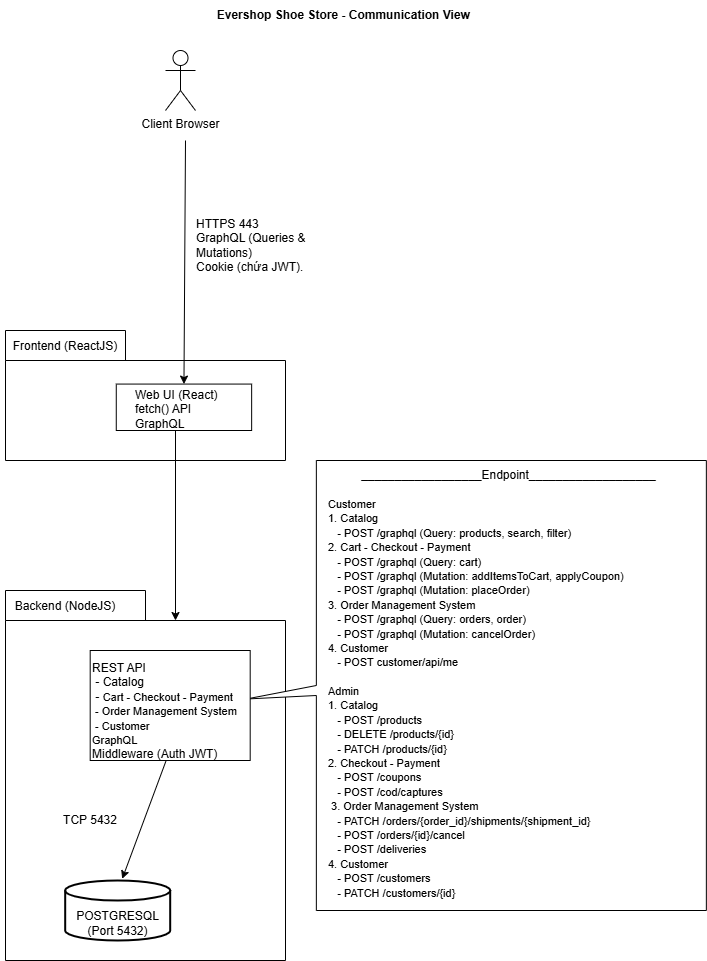 Evershop Shoe Store - Communication View
Client Browser
HTTPS 443
GraphQL (Queries &
Mutations)
Cookie (chứa JWT).
Frontend (ReactJS)
Web UI (React)
fetch() API
GraphQL
Backend (NodeJS)
REST API
- Catalog
- Cart - Checkout - Payment
- Order Management System
- Customer
GraphQL
Middleware (Auth JWT)
TCP 5432
POSTGRESQL
(Port 5432)
____________________Endpoint_____________________
Customer
1. Catalog
- POST /graphql (Query: products, search, filter)
2. Cart - Checkout - Payment
- POST /graphql (Query: cart)
- POST /graphql (Mutation: addItemsToCart, applyCoupon)
- POST /graphql (Mutation: placeOrder)
3. Order Management System
- POST /graphql (Query: orders, order)
- POST /graphql (Mutation: cancelOrder)
4. Customer
- POST customer/api/me
Admin
1. Catalog
- POST /products
- DELETE /products/{id}
- PATCH /products/{id}
2. Checkout - Payment
- POST /coupons
- POST /cod/captures
3. Order Management System
- PATCH /orders/{order_id}/shipments/{shipment_id}
- POST /orders/{id}/cancel
- POST /deliveries
4. Customer
- POST /customers
- PATCH /customers/{id}